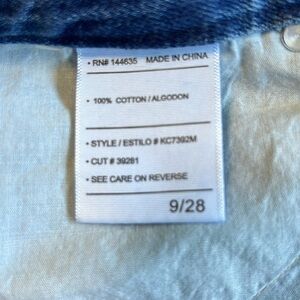 • RN# 144635 MADE IN CHINA
• 100% COTTON / ALGODON
• STYLE / ESTILO # KC7392M
• CUT # 39281
• SEE CARE ON REVERSE
9/28